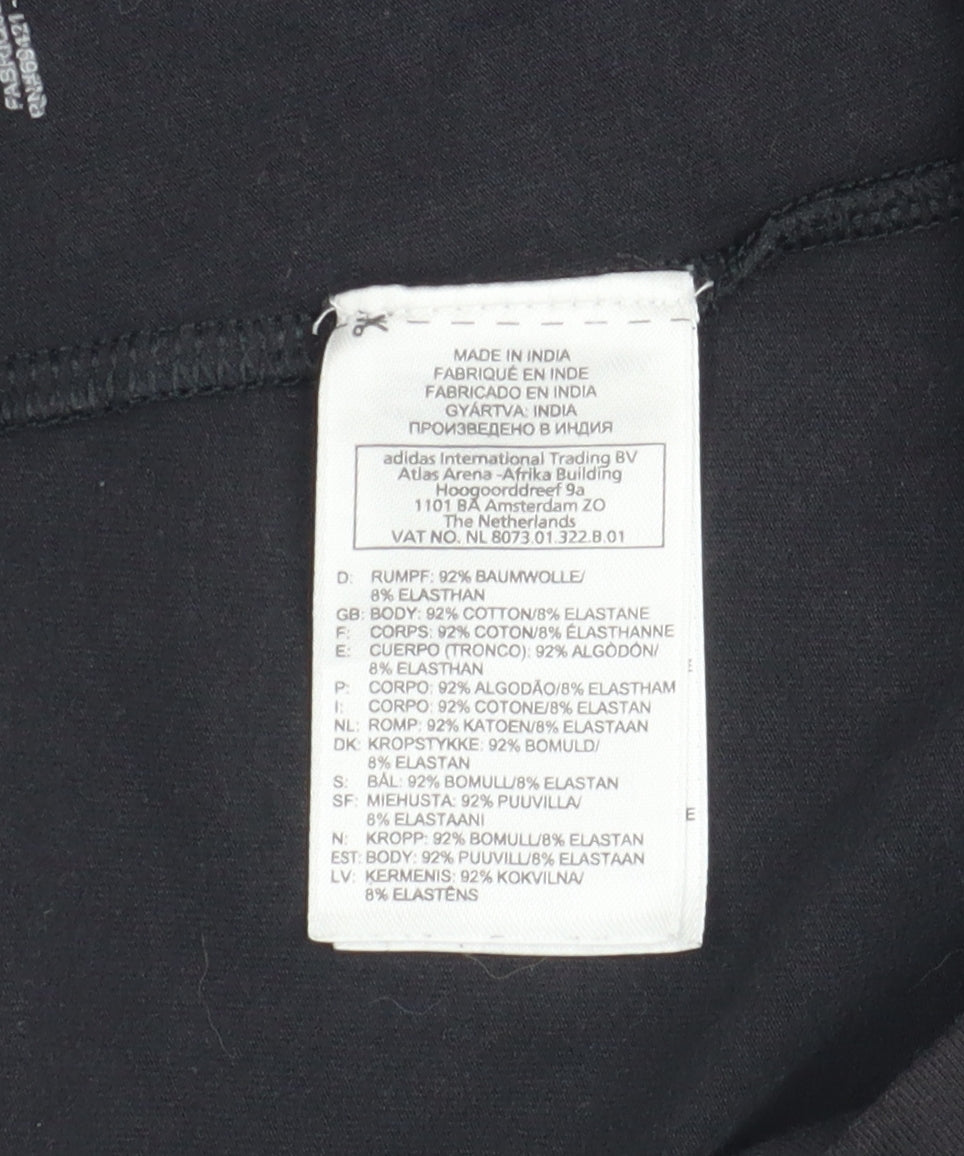 RN#69421
MADE IN INDIA
FABRIQUÉ EN INDE
FABRICADO EN INDIA
GYÁRTVA: INDIA
ПРОИЗВЕДЕНО В ИНДИЯ
adidas International Trading BV
Atlas Arena -Afrika Building
Hoogoorddreef 9a
1101 BA Amsterdam ZO
The Netherlands
VAT NO. NL 8073.01.322.B.01
D: RUMPF: 92% BAUMWOLLE/
8% ELASTHAN
GB: BODY: 92% COTTON/8% ELASTANE
F: CORPS: 92% COTON/8% ÉLASTHANNE
E: CUERPO (TRONCO): 92% ALGODÓN/
8% ELASTHAN
P: CORPO: 92% ALGODÃO/8% ELASTHAM
I: CORPO: 92% COTONE/8% ELASTAN
NL: ROMP: 92% KATOEN/8% ELASTAAN
DK: KROPSTYKKE: 92% BOMULD/
8% ELASTAN
S: BÅL: 92% BOMULL/8% ELASTAN
SF: MIEHUSTA: 92% PUUVILLA/
8% ELASTAANI
N: KROPP: 92% BOMULL/8% ELASTAN
EST: BODY: 92% PUUVILL/8% ELASTAAN
LV: ĶERMENIS: 92% KOKVILNA/
8% ELASTĒNS